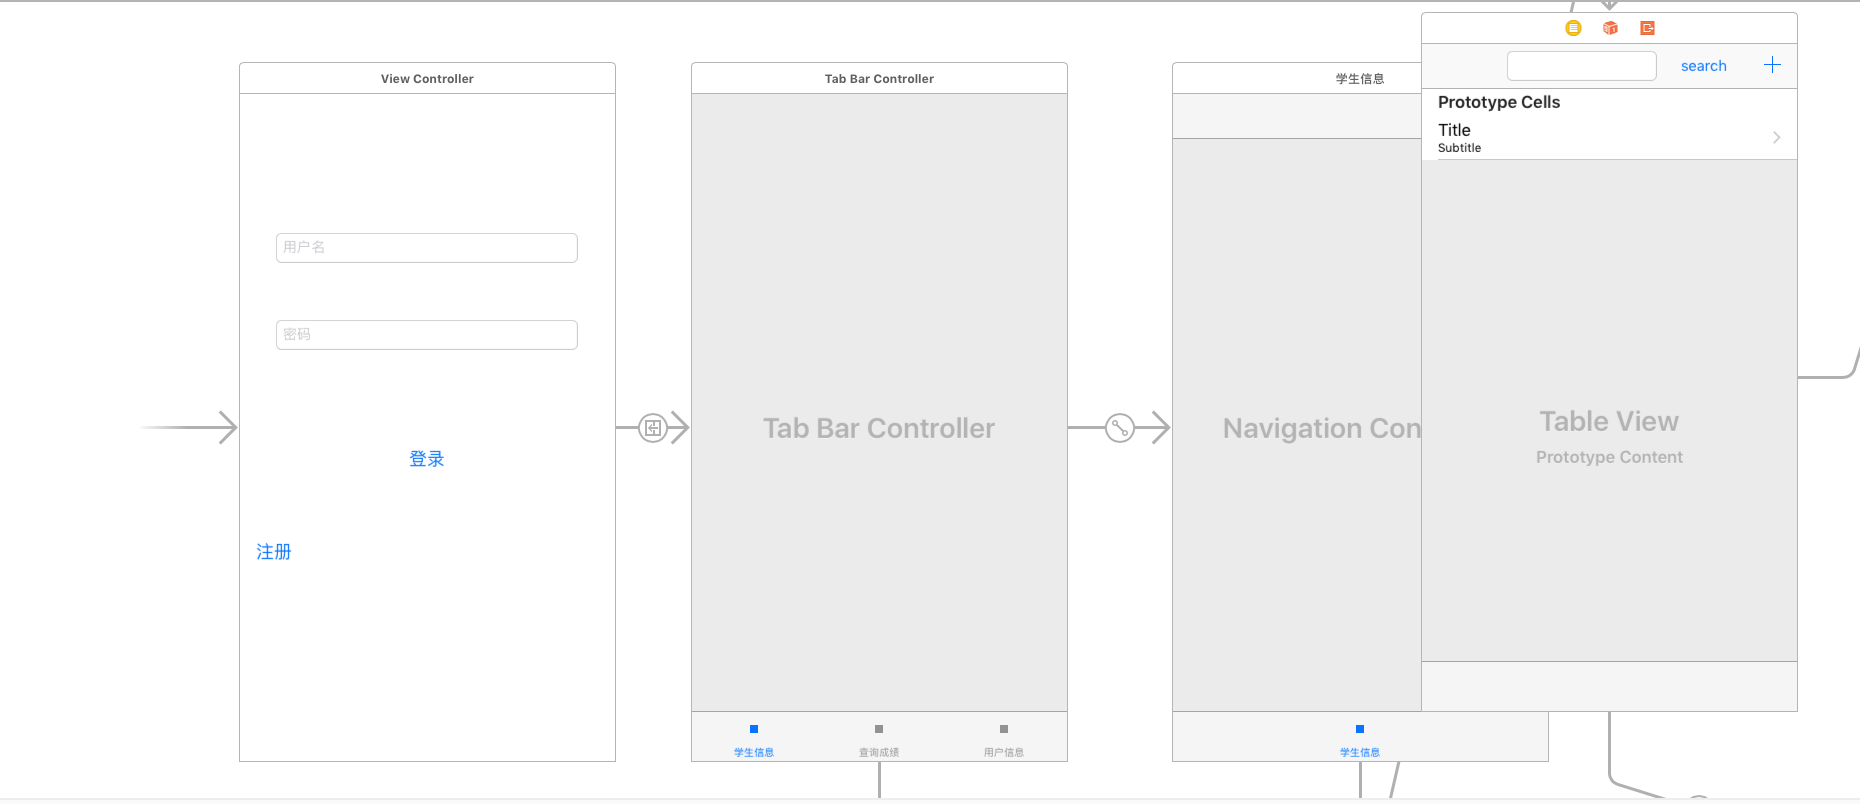 View Controller
用户名
密码
登录
注册
Tab Bar Controller
Tab Bar Controller
学生信息
查询成绩
用户信息
学生信息
Navigation Con
学生信息
search
Prototype Cells
Title
Subtitle
Table View
Prototype Content